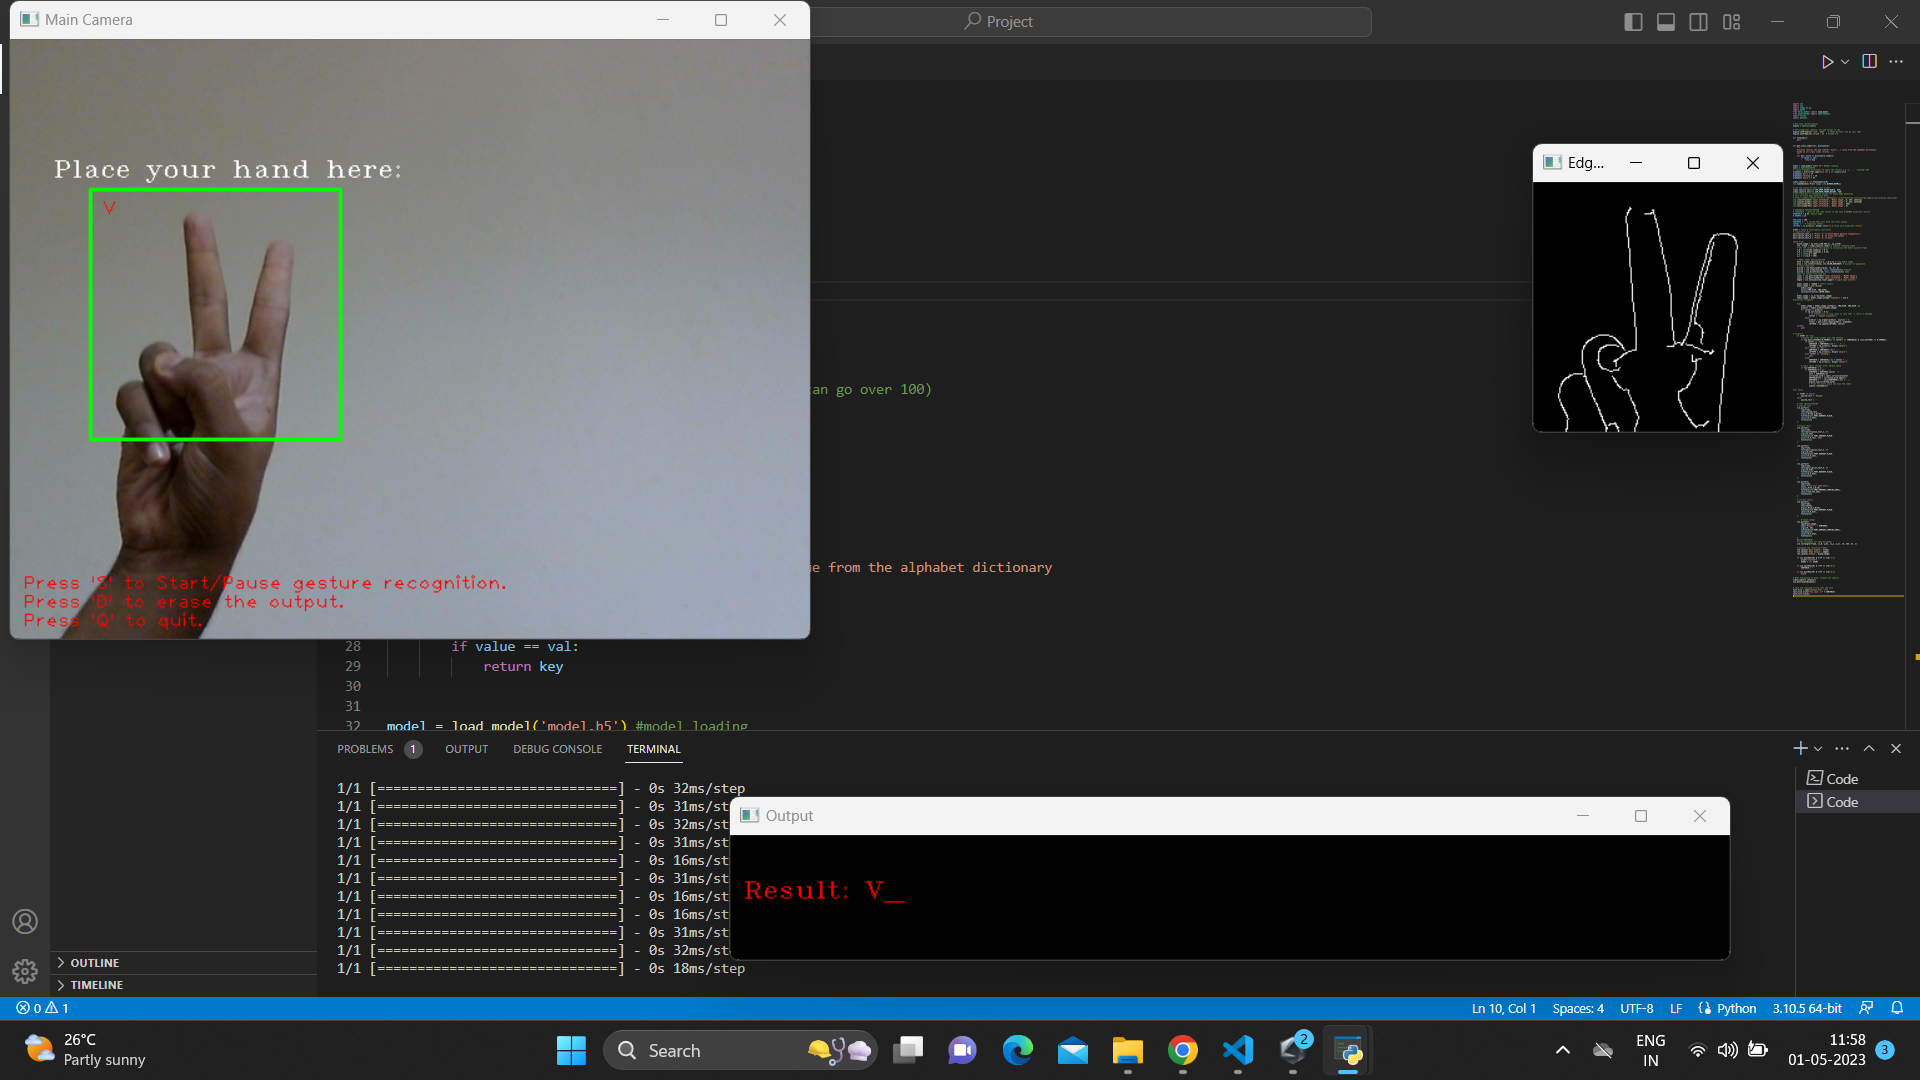 Main Camera
Project
Place your hand here:
V
Press 'S' to Start/Pause gesture recognition.
Press 'D' to erase the output.
Press 'Q' to quit.
Edg...
an go over 100)
e from the alphabet dictionary
28 if value == val:
29 return key
30
31
32 model = load_model('model.h5') #model loading
PROBLEMS 1 OUTPUT DEBUG CONSOLE TERMINAL
1/1 [==============================] - 0s 32ms/step
1/1 [==============================] - 0s 31ms/st
1/1 [==============================] - 0s 32ms/st
1/1 [==============================] - 0s 31ms/st
1/1 [==============================] - 0s 16ms/st
1/1 [==============================] - 0s 31ms/st
1/1 [==============================] - 0s 16ms/st
1/1 [==============================] - 0s 16ms/st
1/1 [==============================] - 0s 31ms/st
1/1 [==============================] - 0s 32ms/st
1/1 [==============================] - 0s 18ms/step
Code
Code
Output
Result: V_
OUTLINE
TIMELINE
0 1 Ln 10, Col 1 Spaces: 4 UTF-8 LF Python 3.10.5 64-bit
26°C
Partly sunny
Search
2
ENG
IN
11:58
01-05-2023
3